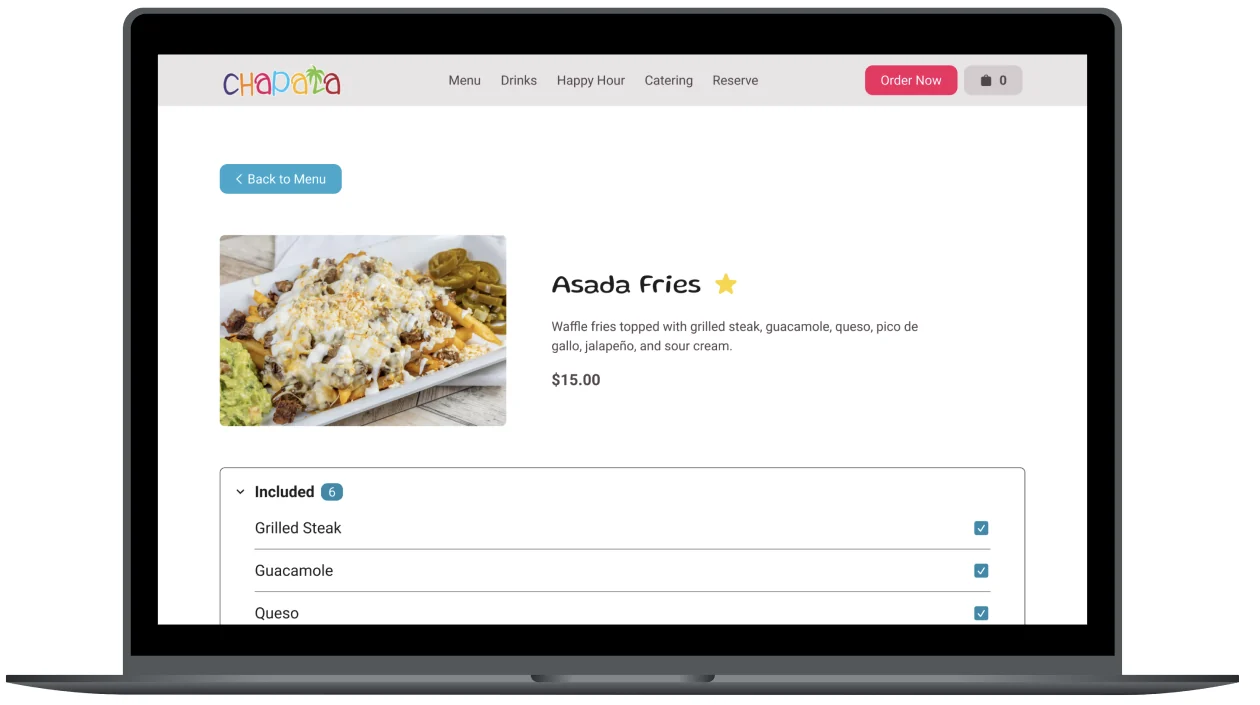 CHAPALA
Menu
Drinks
Happy Hour
Catering
Reserve
Order Now
0
Back to Menu
Asada Fries
Waffle fries topped with grilled steak, guacamole, queso, pico de
gallo, jalapeño, and sour cream.
$15.00
Included 6
Grilled Steak
Guacamole
Queso